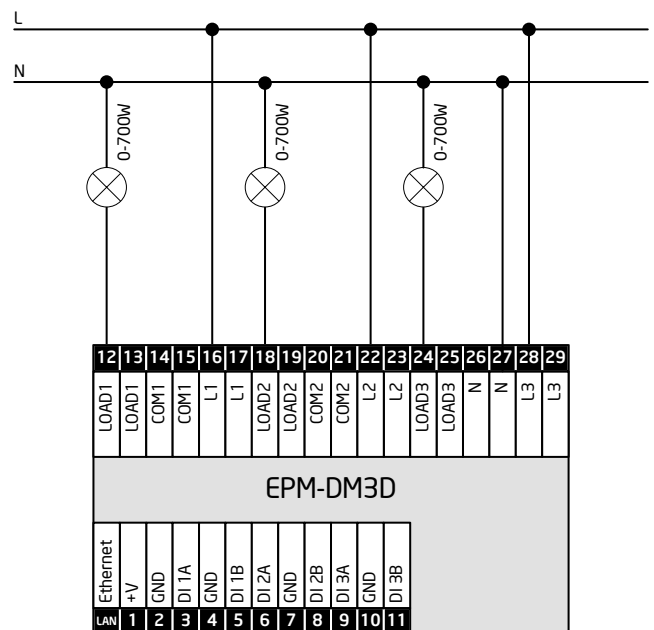 L
N
0-700W 0-700W 0-700W
12 13 14 15 16 17 18 19 20 21 22 23 24 25 26 27 28 29
LOAD1 LOAD1 COM1 COM1 L1 L1 LOAD2 LOAD2 COM2 COM2 L2 L2 LOAD3 LOAD3 N N L3 L3
EPM-DM3D
Ethernet +V GND DI 1A GND DI 1B DI 2A GND DI 2B DI 3A GND DI 3B
LAN 1 2 3 4 5 6 7 8 9 10 11